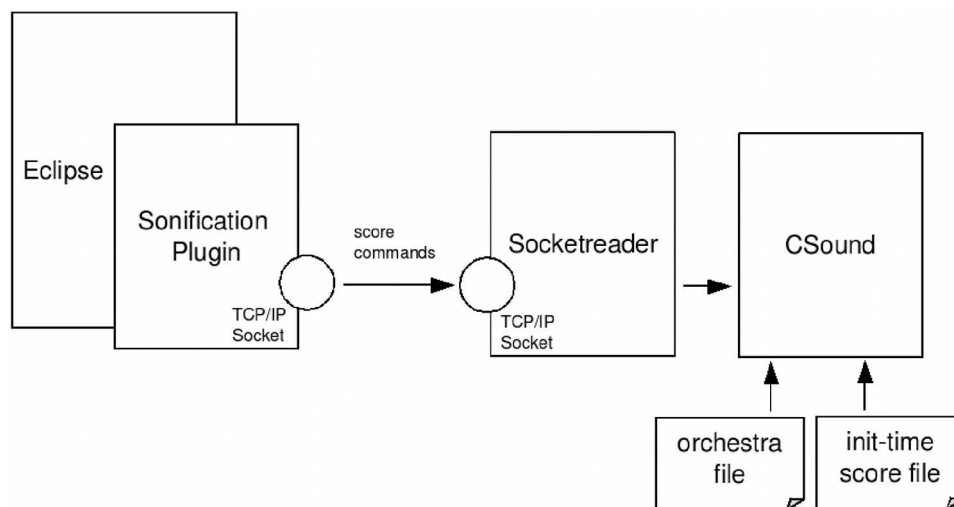 Eclipse
Sonification
Plugin
TCP/IP
Socket
score
commands
Socketreader
TCP/IP
Socket
CSound
orchestra
file
init-time
score file